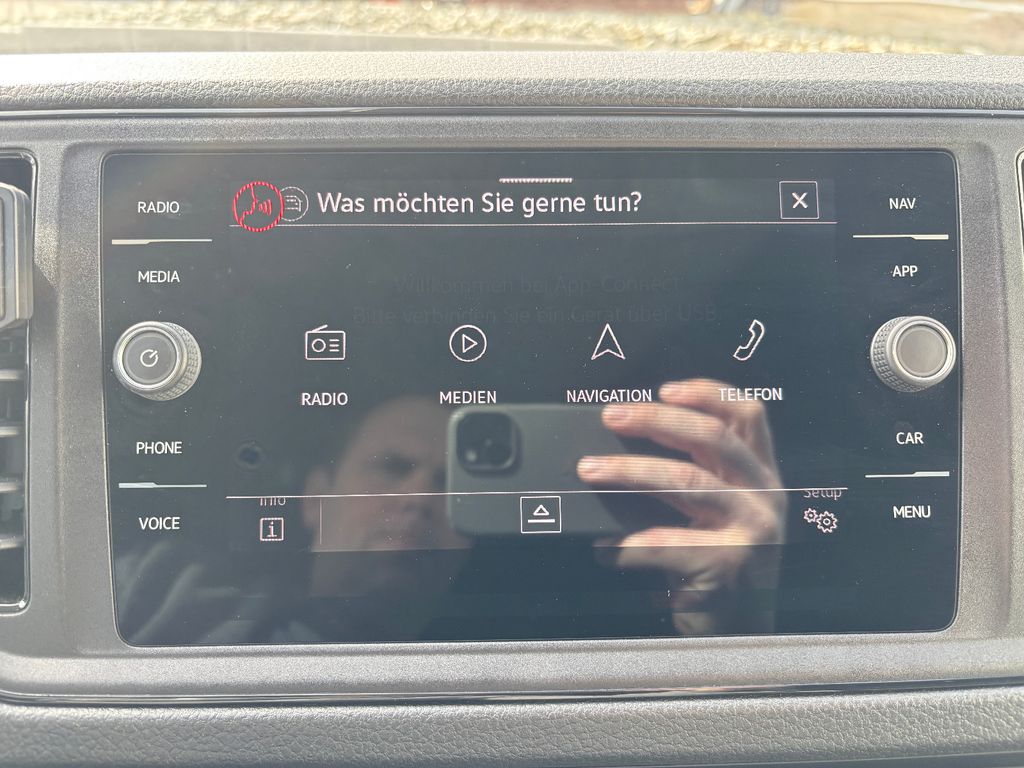 RADIO
MEDIA
PHONE
VOICE
Was möchten Sie gerne tun?
Willkommen bei App-Connect
Bitte verbinden Sie ein Gerät über USB
RADIO
MEDIEN
NAVIGATION
TELEFON
Info
Setup
NAV
APP
CAR
MENU